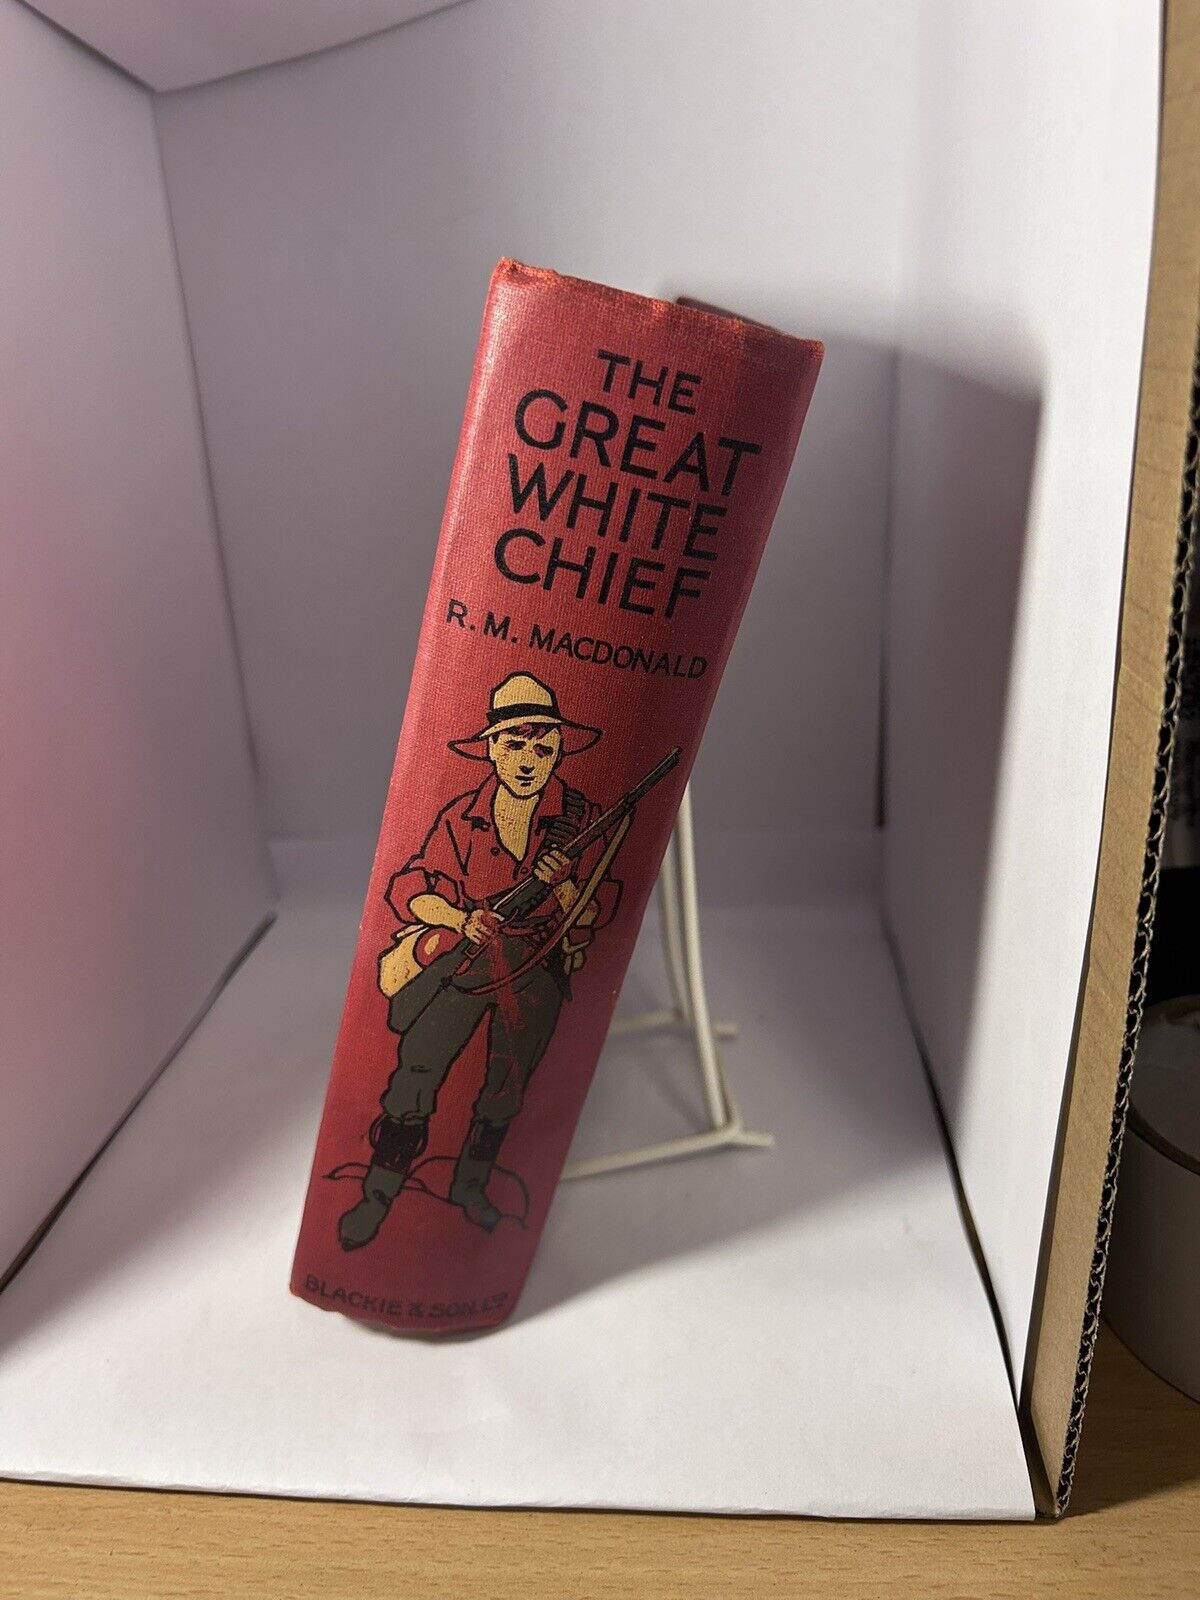 THE
GREAT
WHITE
CHIEF
R. M. MACDONALD
BLACKIE & SON. LTD